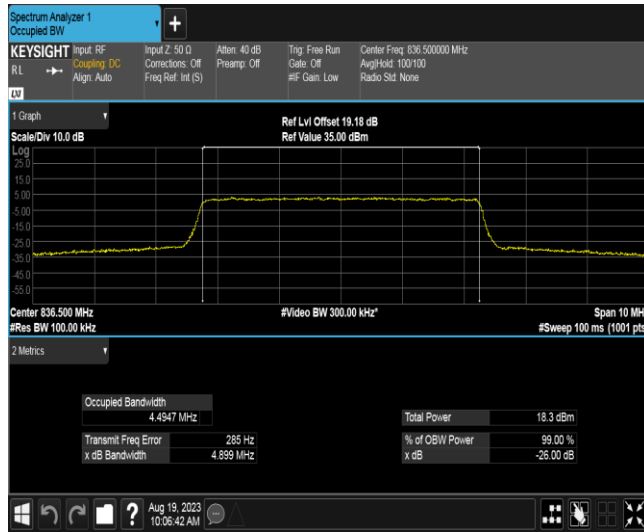 Spectrum Analyzer 1
Occupied BW
+
KEYSIGHT
RL
Input: RF
Coupling: DC
Align: Auto
Input Z: 50 Ω
Corrections: Off
Freq Ref: Int (S)
Atten: 40 dB
Preamp: Off
Trig: Free Run
Gate: Off
#IF Gain: Low
Center Freq: 836.500000 MHz
Avg|Hold: 100/100
Radio Std: None
LXI
1 Graph
Scale/Div 10.0 dB
Ref Lvl Offset 19.18 dB
Ref Value 35.00 dBm
Log
25.0
15.0
5.00
-5.00
-15.0
-25.0
-35.0
-45.0
-55.0
Center 836.500 MHz
#Res BW 100.00 kHz
#Video BW 300.00 kHz*
Span 10 MH
#Sweep 100 ms (1001 pts
2 Metrics
Occupied Bandwidth
4.4947 MHz
Transmit Freq Error 285 Hz
x dB Bandwidth 4.899 MHz
Total Power 18.3 dBm
% of OBW Power 99.00 %
x dB -26.00 dB
?
Aug 19, 2023
10:06:42 AM